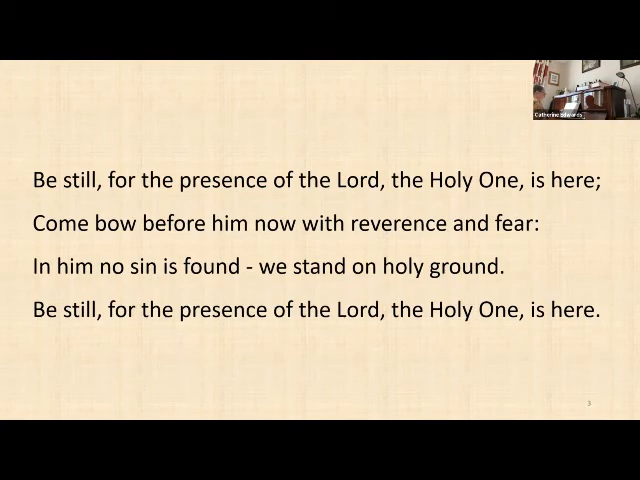 Catherine Edwards
Be still, for the presence of the Lord, the Holy One, is here;
Come bow before him now with reverence and fear:
In him no sin is found - we stand on holy ground.
Be still, for the presence of the Lord, the Holy One, is here.
3